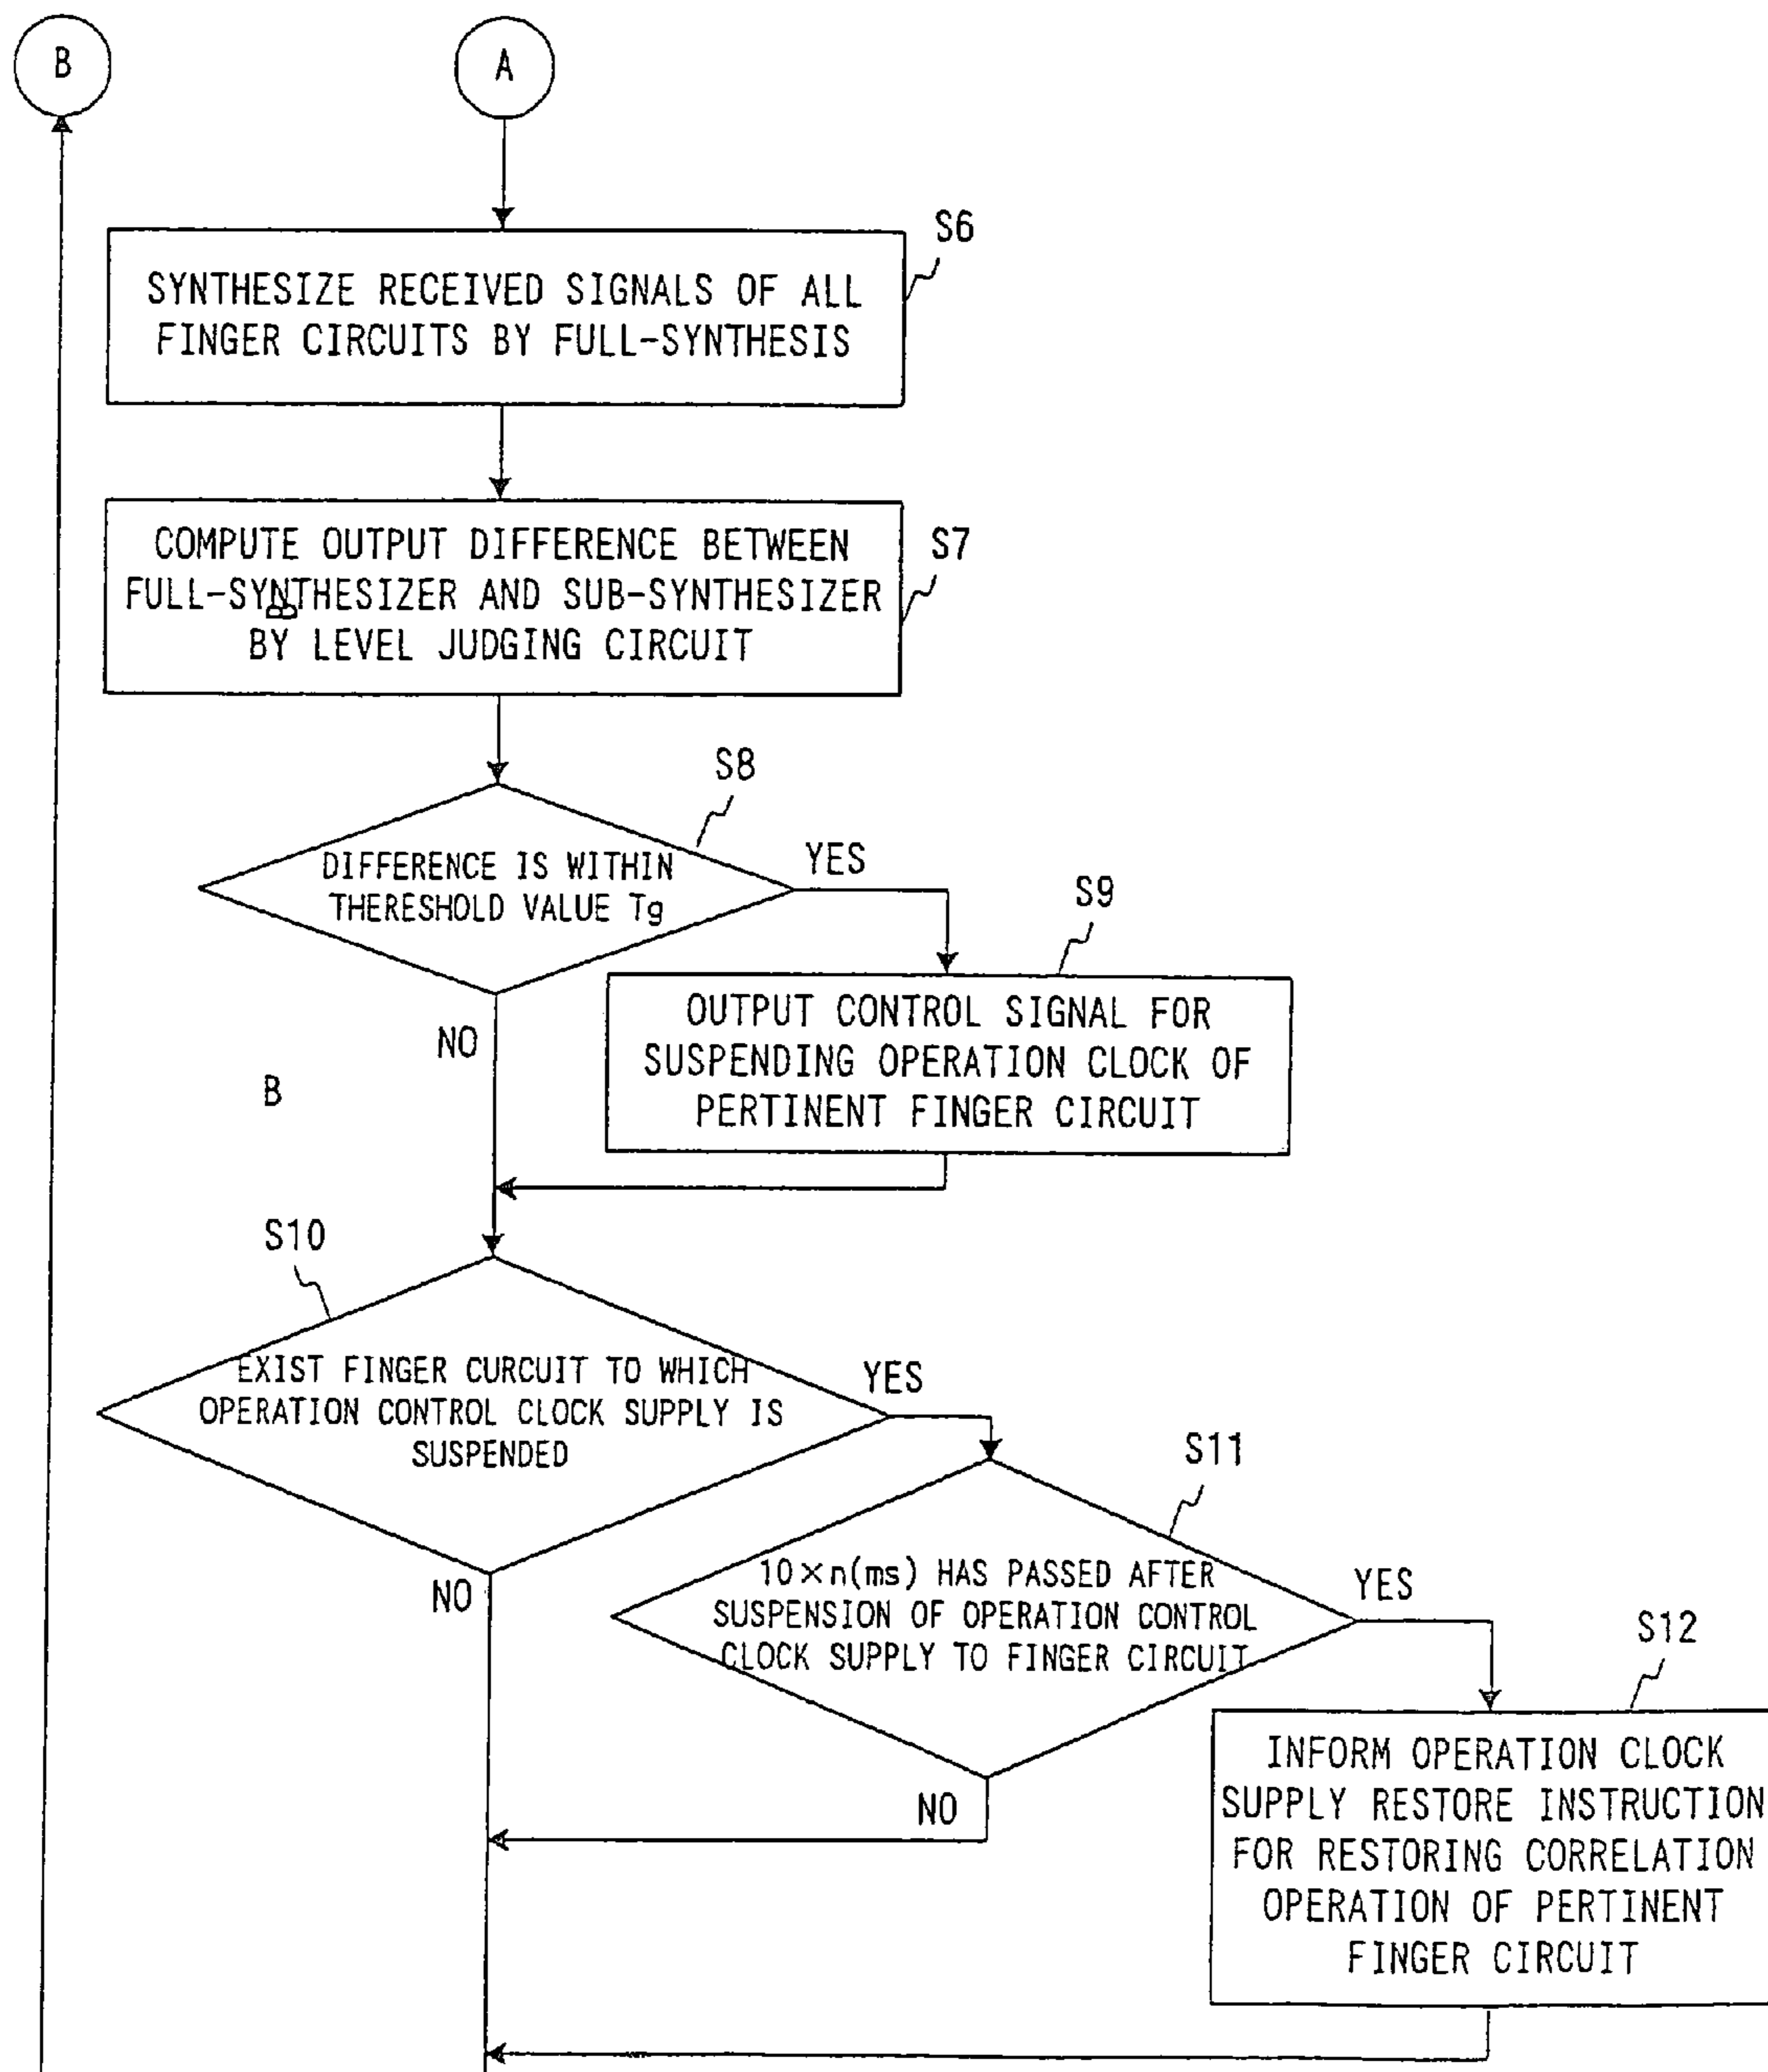 B
A
S6
SYNTHESIZE RECEIVED SIGNALS OF ALL
FINGER CIRCUITS BY FULL-SYNTHESIS
S7
COMPUTE OUTPUT DIFFERENCE BETWEEN
FULL-SYNTHESIZER AND SUB-SYNTHESIZER
BY LEVEL JUDGING CIRCUIT
S8
DIFFERENCE IS WITHIN
THERESHOLD VALUE Tg
YES
NO
S9
OUTPUT CONTROL SIGNAL FOR
SUSPENDING OPERATION CLOCK OF
PERTINENT FINGER CIRCUIT
B
S10
EXIST FINGER CURCUIT TO WHICH
OPERATION CONTROL CLOCK SUPPLY IS
SUSPENDED
YES
NO
S11
10×n(ms) HAS PASSED AFTER
SUSPENSION OF OPERATION CONTROL
CLOCK SUPPLY TO FINGER CIRCUIT
YES
NO
S12
INFORM OPERATION CLOCK
SUPPLY RESTORE INSTRUCTION
FOR RESTORING CORRELATION
OPERATION OF PERTINENT
FINGER CIRCUIT